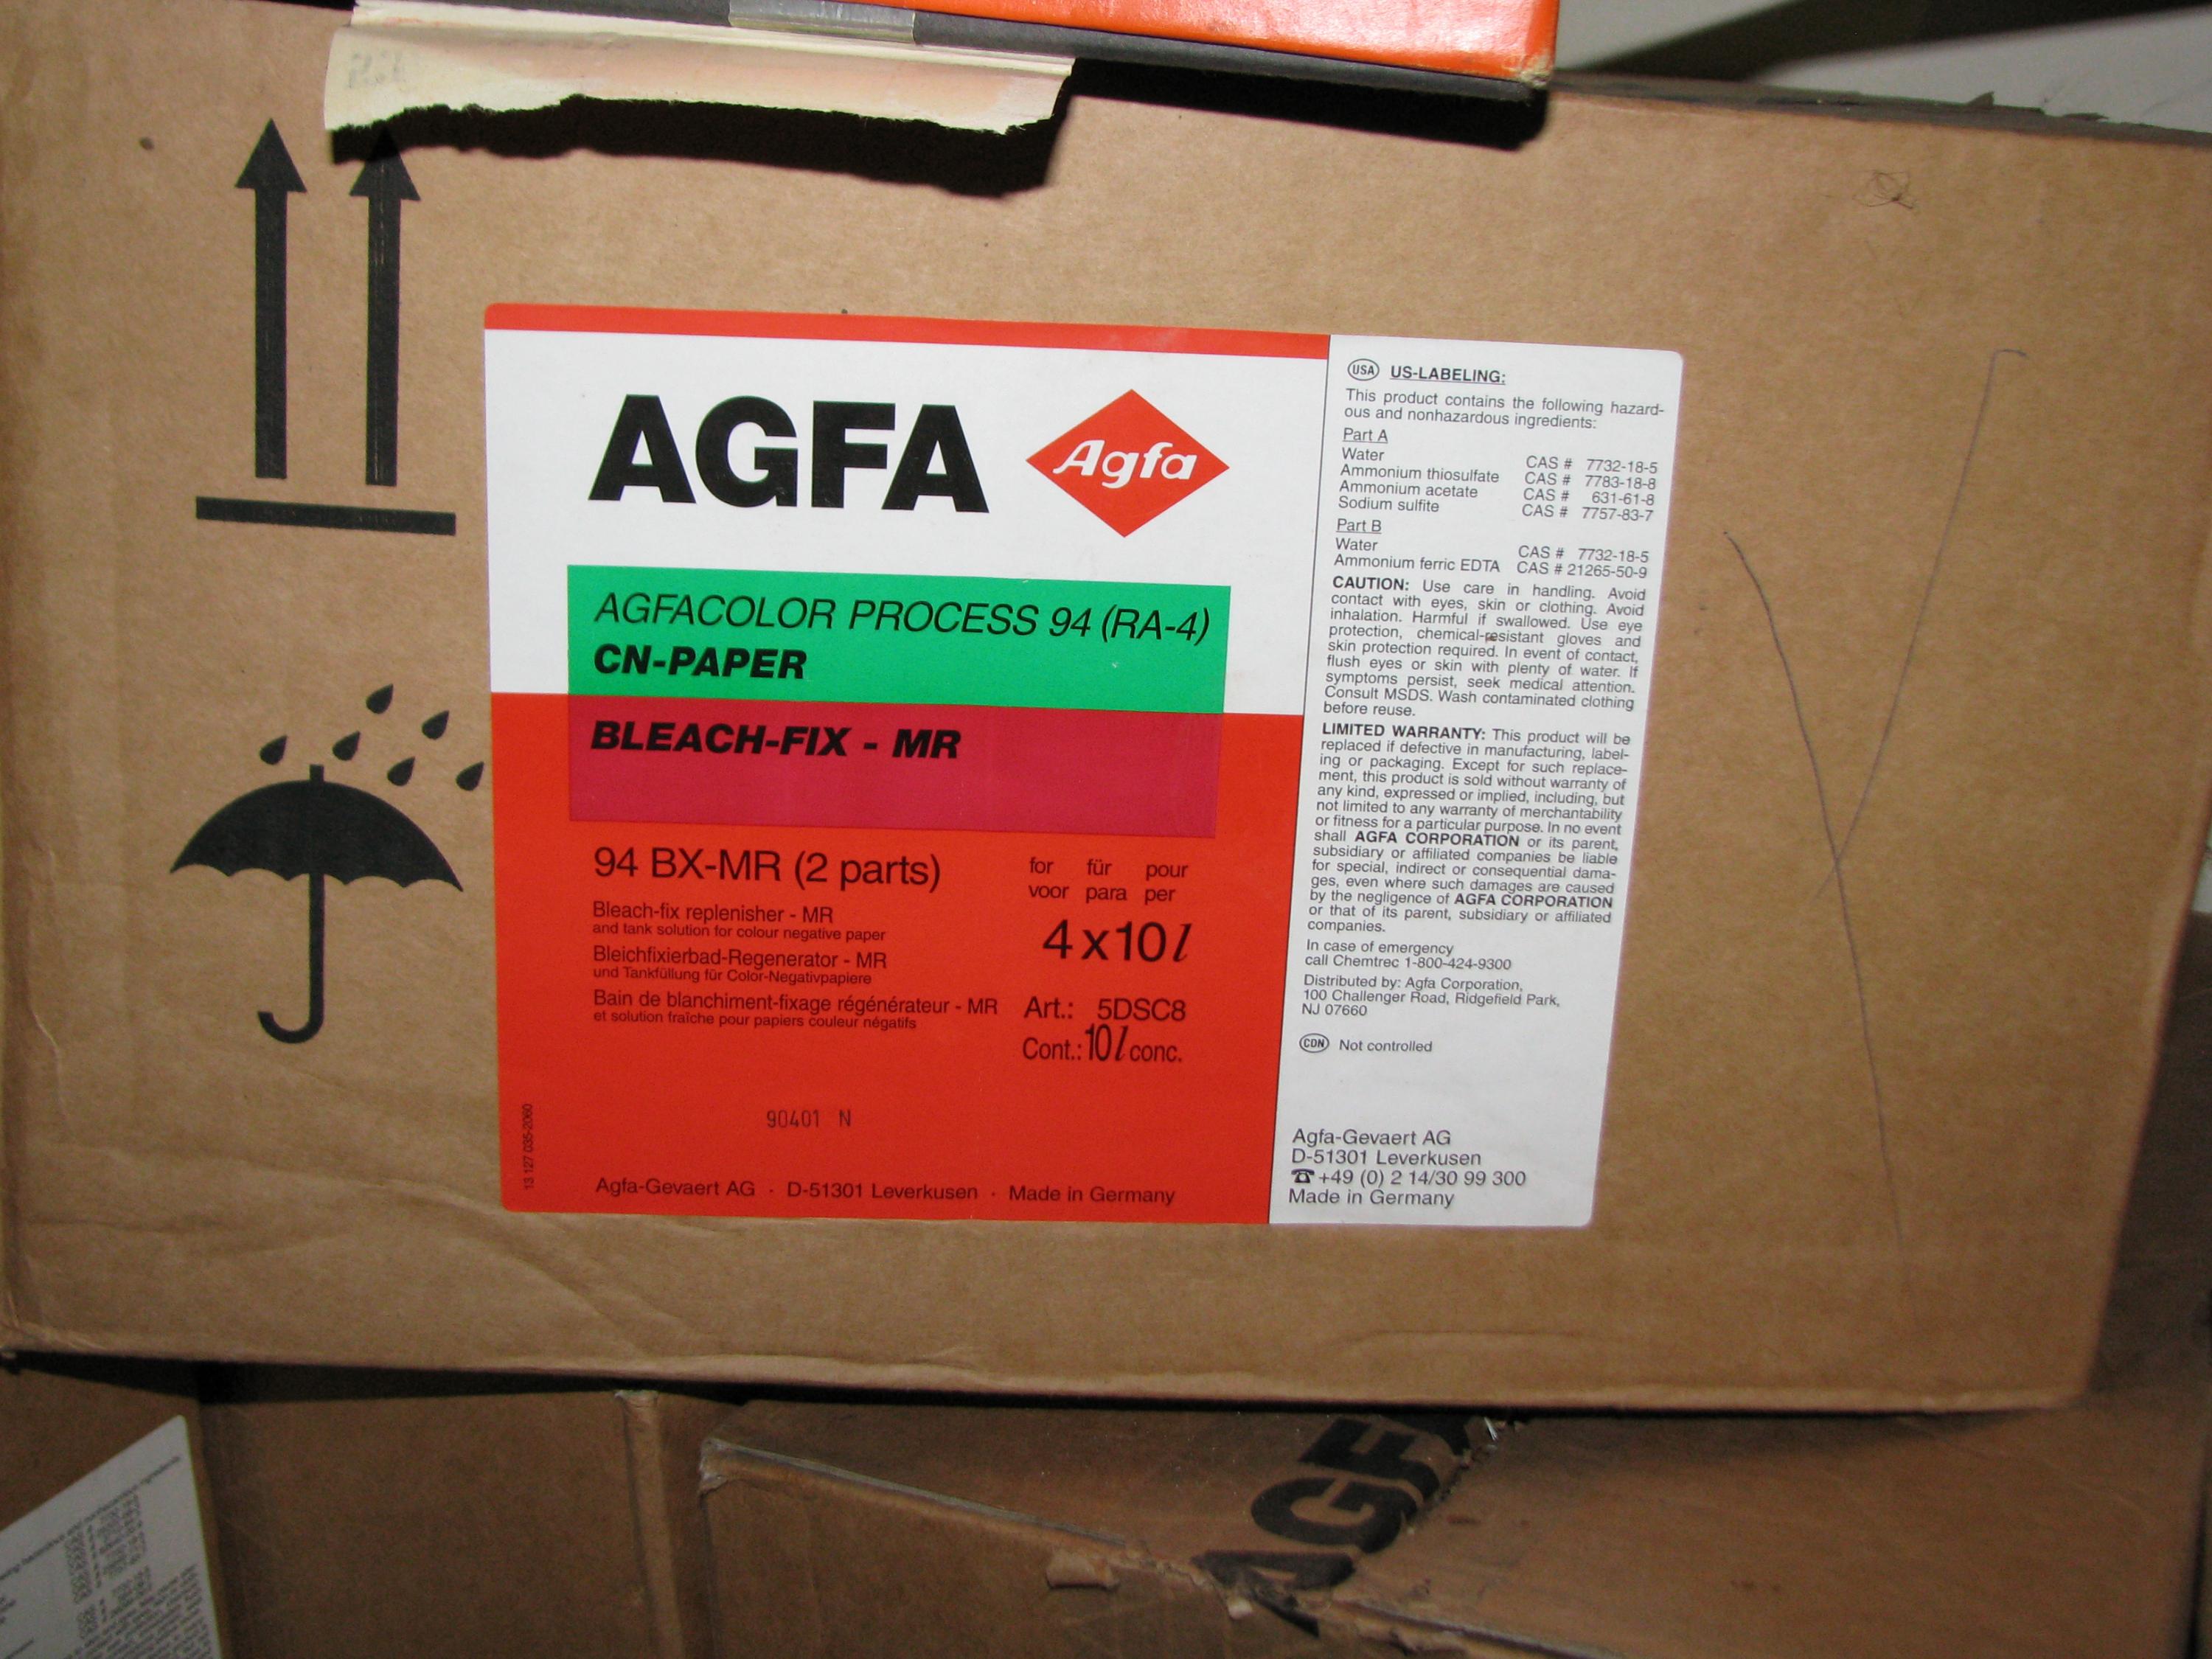 AGFA
Agfa
AGFACOLOR PROCESS 94 (RA-4)
CN-PAPER
BLEACH-FIX - MR
94 BX-MR (2 parts)
Bleach-fix replenisher - MR
and tank solution for colour negative paper
Bleichfixierbad-Regenerator - MR
und Tankfüllung für Color-Negativpapiere
Bain de blanchiment-fixage régénérateur - MR
et solution fraîche pour papiers couleur négatifs
for für pour
voor para per
4x10l
Art.: 5DSC8
Cont.: 10l conc.
90401 N
13 127 035-2060
Agfa-Gevaert AG · D-51301 Leverkusen · Made in Germany
USA US-LABELING:
This product contains the following hazard-
ous and nonhazardous ingredients:
Part A
Water CAS # 7732-18-5
Ammonium thiosulfate CAS # 7783-18-8
Ammonium acetate CAS # 631-61-8
Sodium sulfite CAS # 7757-83-7
Part B
Water CAS # 7732-18-5
Ammonium ferric EDTA CAS # 21265-50-9
CAUTION: Use care in handling. Avoid
contact with eyes, skin or clothing. Avoid
inhalation. Harmful if swallowed. Use eye
protection, chemical-resistant gloves and
skin protection required. In event of contact,
flush eyes or skin with plenty of water. If
symptoms persist, seek medical attention.
Consult MSDS. Wash contaminated clothing
before reuse.
LIMITED WARRANTY: This product will be
replaced if defective in manufacturing, label-
ing or packaging. Except for such replace-
ment, this product is sold without warranty of
any kind, expressed or implied, including, but
not limited to any warranty of merchantability
or fitness for a particular purpose. In no event
shall AGFA CORPORATION or its parent,
subsidiary or affiliated companies be liable
for special, indirect or consequential dama-
ges, even where such damages are caused
by the negligence of AGFA CORPORATION
or that of its parent, subsidiary or affiliated
companies.
In case of emergency
call Chemtrec 1-800-424-9300
Distributed by: Agfa Corporation,
100 Challenger Road, Ridgefield Park,
NJ 07660
CDN Not controlled
Agfa-Gevaert AG
D-51301 Leverkusen
☎ +49 (0) 2 14/30 99 300
Made in Germany
AGF